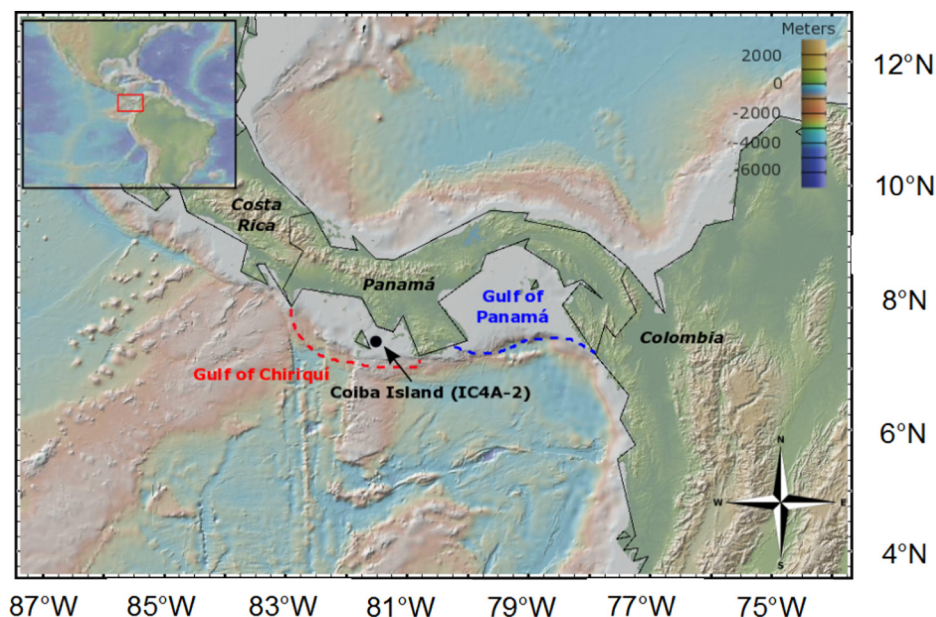 Meters
2000
0
-2000
-4000
-6000
12°N
10°N
8°N
6°N
4°N
Costa
Rica
Panamá
Gulf of
Panamá
Colombia
Gulf of Chiriquí
Coiba Island (IC4A-2)
N
W
E
S
87°W
85°W
83°W
81°W
79°W
77°W
75°W